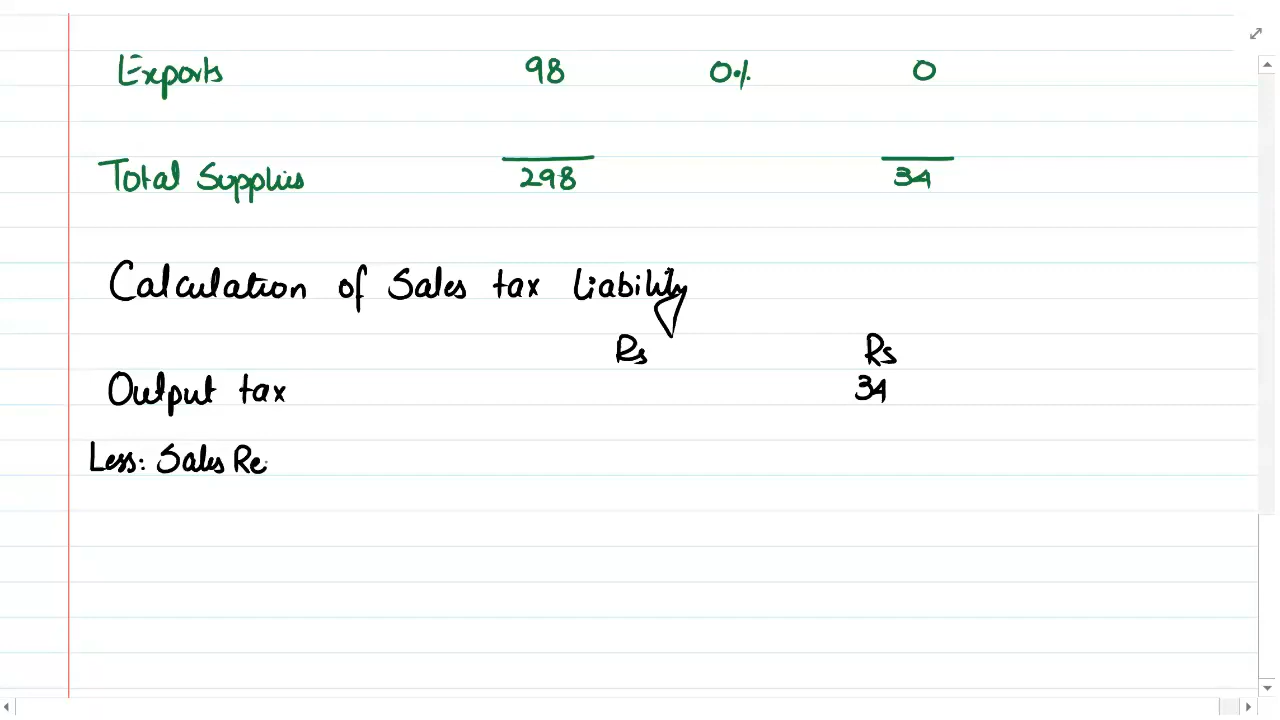 Exports 98 0% 0
Total Supplies 298 34
Calculation of Sales tax Liability
Rs Rs
Output tax 34
Less: Sales Re